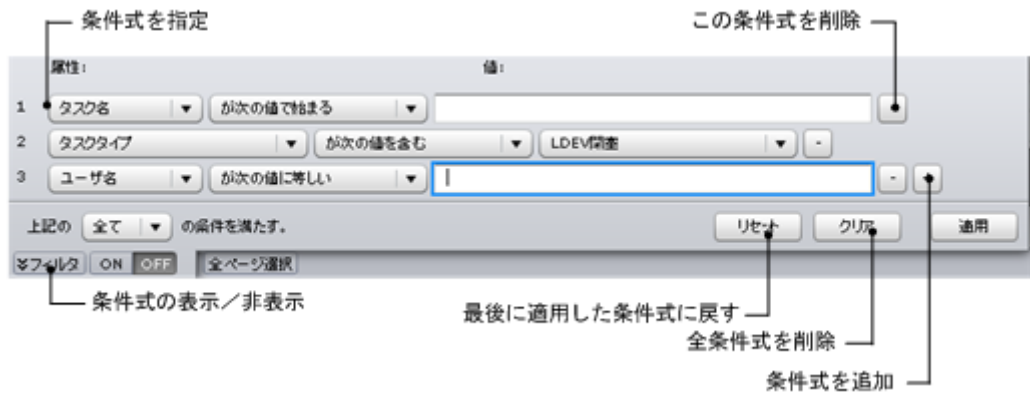 条件式を指定
この条件式を削除
属性: 値:
1 タスク名 が次の値で始まる
2 タスクタイプ が次の値を含む LDEV閉塞 -
3 ユーザ名 が次の値に等しい -
上記の 全て の条件を満たす。 リセット クリア 適用
フィルタ ON OFF 全ページ選択
条件式の表示／非表示
最後に適用した条件式に戻す
全条件式を削除
条件式を追加